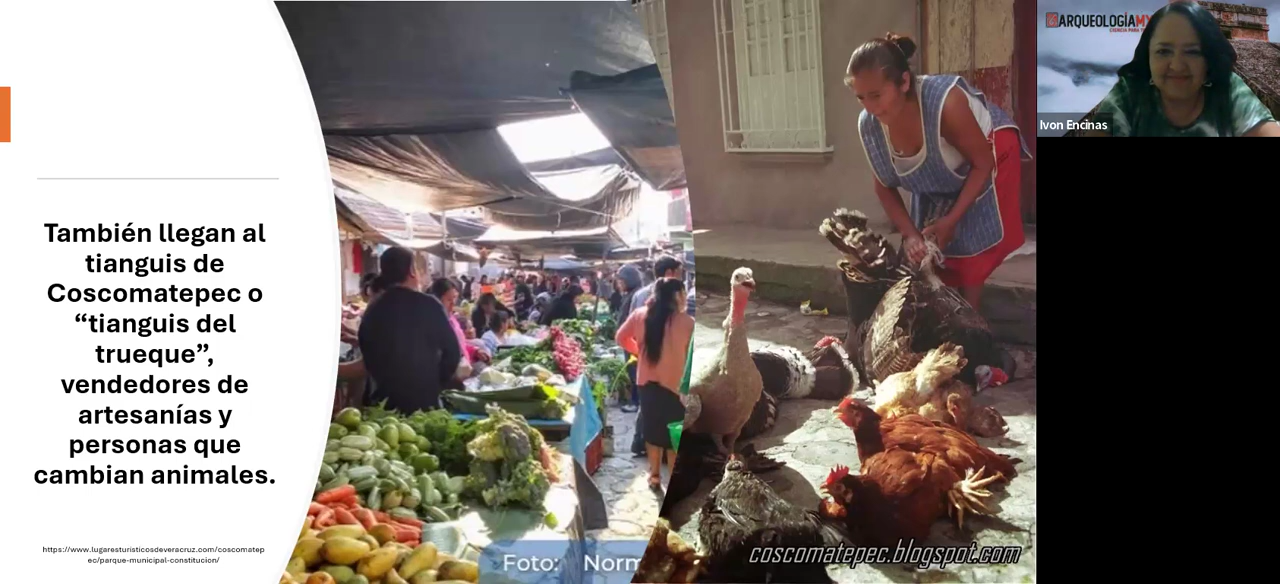 También llegan al
tianguis de
Coscomatepec o
“tianguis del
trueque”,
vendedores de
artesanías y
personas que
cambian animales.
https://www.lugaresturisticosdeveracruz.com/coscomatep
ec/parque-municipal-constitucion/
Foto: Norm
coscomatepec.blogspot.com
ARQUEOLOGÍA
Ivon Encinas